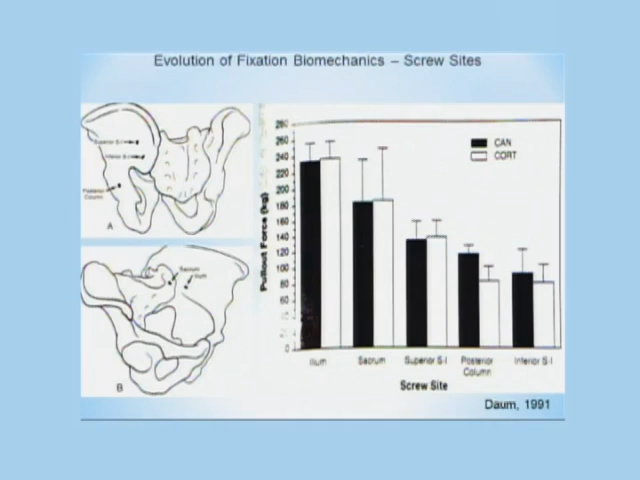 Evolution of Fixation Biomechanics – Screw Sites
Superior S-I
Inferior S-I
Posterior
Column
A
Sacrum
Ilium
B
Pullout Force (kg)
280
260
240
220
200
180
160
140
120
100
80
60
0
CAN
CORT
Ilium
Sacrum
Superior S-I
Posterior
Column
Inferior S-I
Screw Site
Daum, 1991